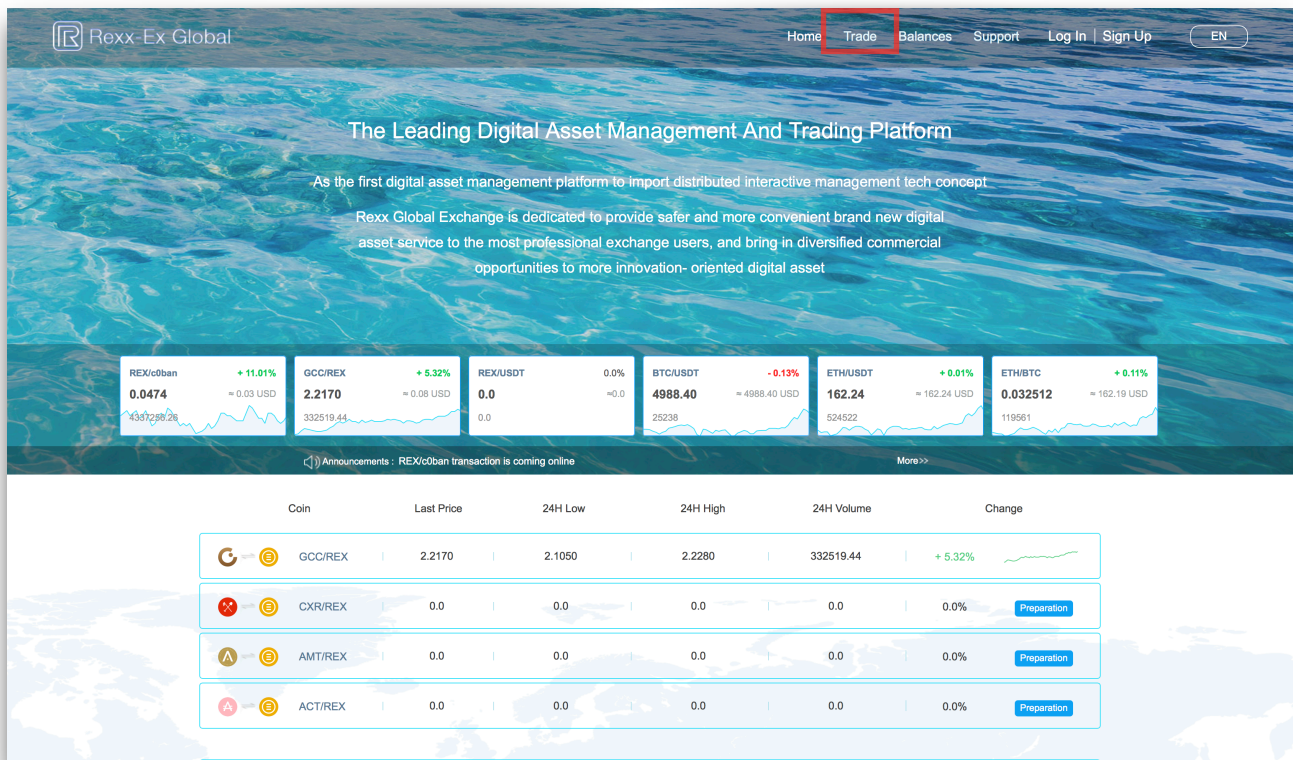 Rexx-Ex Global
Home Trade Balances Support Log In | Sign Up EN
The Leading Digital Asset Management And Trading Platform
As the first digital asset management platform to import distributed interactive management tech concept
Rexx Global Exchange is dedicated to provide safer and more convenient brand new digital
asset service to the most professional exchange users, and bring in diversified commercial
opportunities to more innovation- oriented digital asset
REX/c0ban + 11.01% GCC/REX + 5.32% REX/USDT 0.0% BTC/USDT - 0.13% ETH/USDT + 0.01% ETH/BTC + 0.11%
0.0474 ≈ 0.03 USD 2.2170 ≈ 0.08 USD 0.0 ≈0.0 4988.40 ≈ 4988.40 USD 162.24 ≈ 162.24 USD 0.032512 ≈ 162.19 USD
4337256.26 332519.44 0.0 25238 524522 119561
Announcements : REX/c0ban transaction is coming online More>>
Coin Last Price 24H Low 24H High 24H Volume Change
GCC/REX 2.2170 2.1050 2.2280 332519.44 + 5.32%
CXR/REX 0.0 0.0 0.0 0.0 0.0% Preparation
AMT/REX 0.0 0.0 0.0 0.0 0.0% Preparation
ACT/REX 0.0 0.0 0.0 0.0 0.0% Preparation